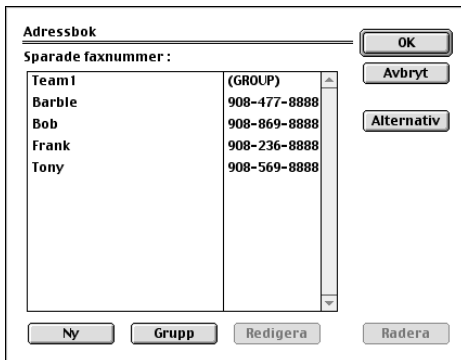 Adressbok
OK
Sparade faxnummer :
Avbryt
Team1 (GROUP)
Barble 908-477-8888
Alternativ
Bob 908-869-8888
Frank 908-236-8888
Tony 908-569-8888
Ny Grupp Redigera Radera